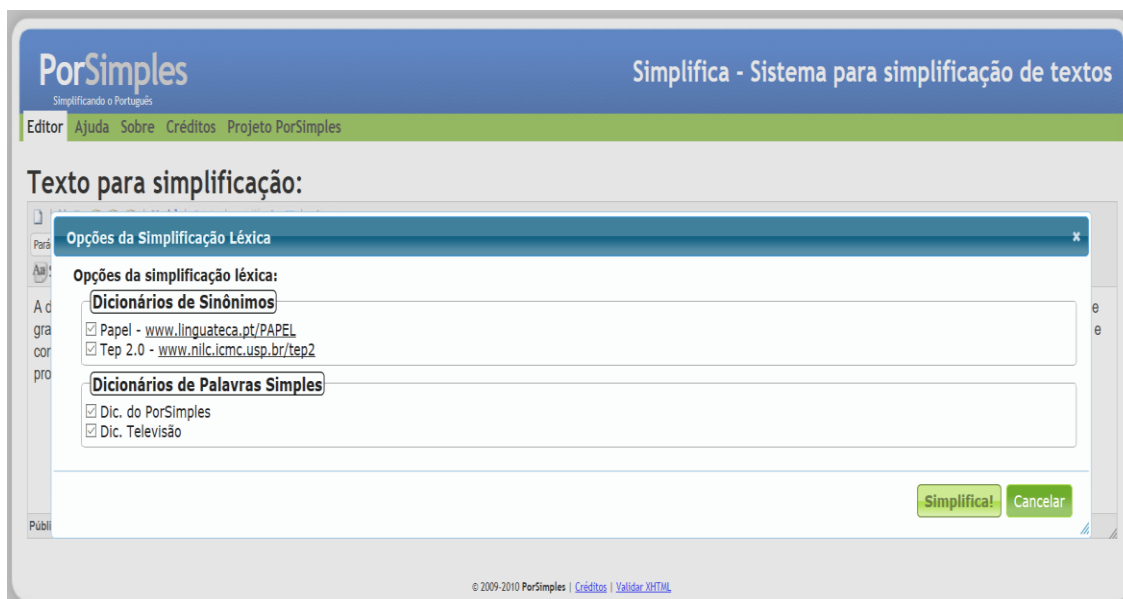 PorSimples
Simplificando o Português
Simplifica - Sistema para simplificação de textos
Editor Ajuda Sobre Créditos Projeto PorSimples
Texto para simplificação:
Opções da Simplificação Léxica x
Opções da simplificação léxica:
Dicionários de Sinônimos
Papel - www.linguateca.pt/PAPEL
Tep 2.0 - www.nilc.icmc.usp.br/tep2
Dicionários de Palavras Simples
Dic. do PorSimples
Dic. Televisão
Simplifica! Cancelar
© 2009-2010 PorSimples | Créditos | Validar XHTML